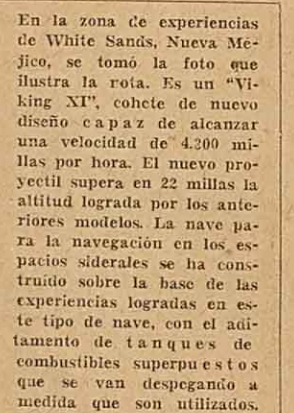 En la zona de experiencias
de White Sands, Nueva Mé-
jico, se tomó la foto que
ilustra la nota. Es un "Vi-
king XI", cohete de nuevo
diseño capaz de alcanzar
una velocidad de 4.300 mi-
llas por hora. El nuevo pro-
yectil supera en 22 millas la
altitud lograda por los ante-
riores modelos. La nave pa-
ra la navegación en los es-
pacios siderales se ha cons-
truido sobre la base de las
experiencias logradas en es-
te tipo de nave, con el adi-
tamento de tanques de
combustibles superpuestos
que se van despegando a
medida que son utilizados.